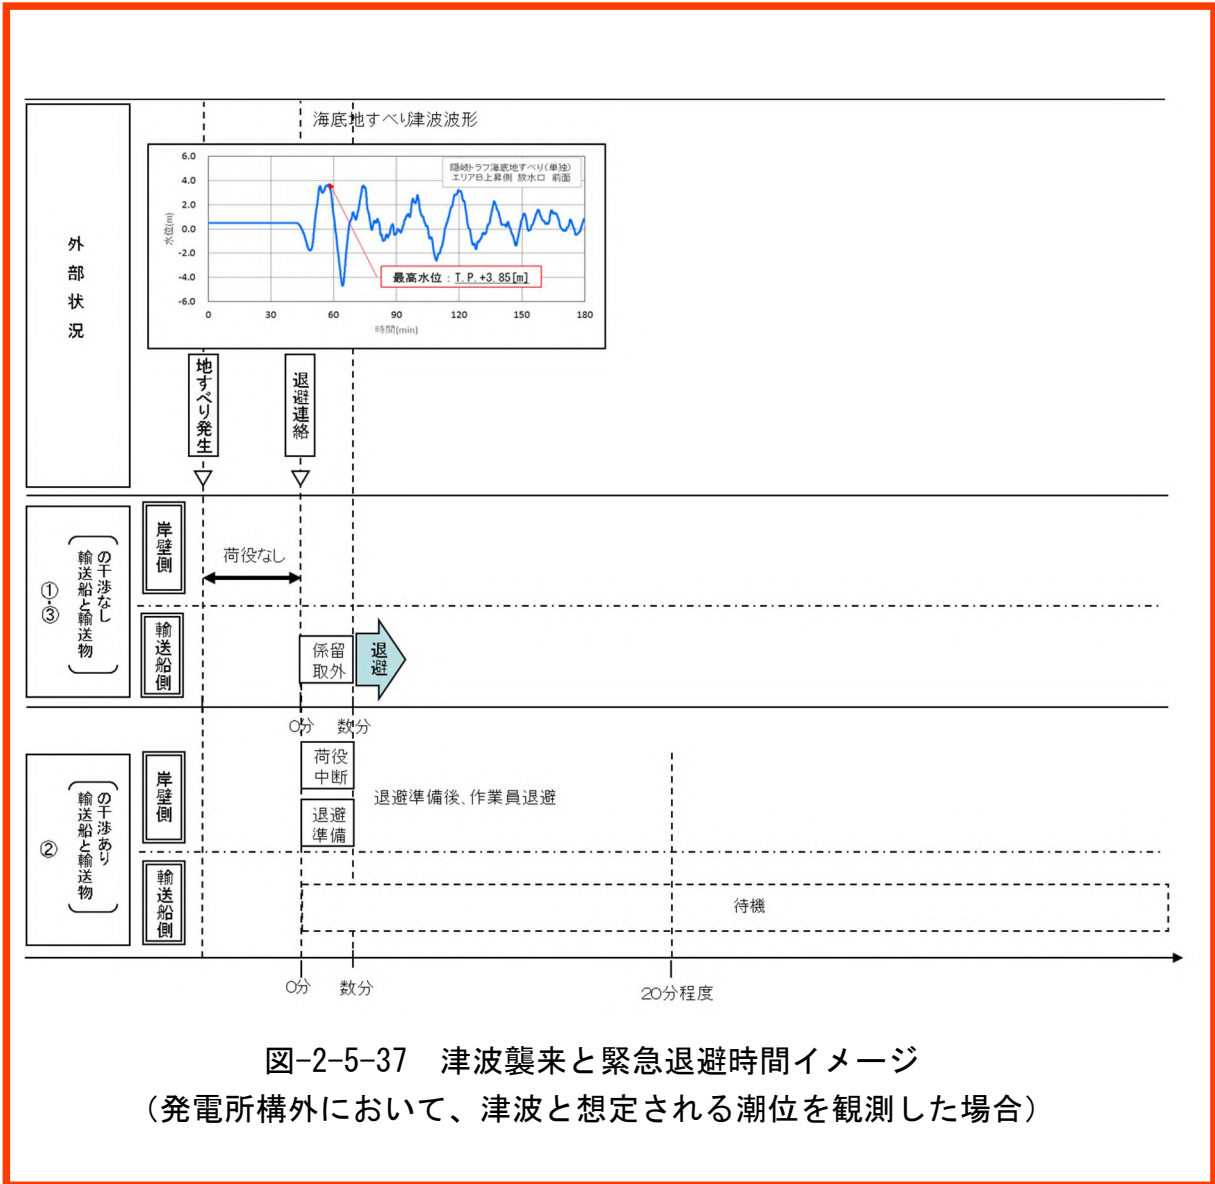 海底地すべり津波波形
隠岐トラフ海底地すべり(単独)
エリアB上昇側 放水口 前面
6.0
4.0
2.0
0.0
-2.0
-4.0
-6.0
水位(m)
最高水位：T.P.+3.85[m]
0 30 60 90 120 150 180
時間(min)
外部状況
地すべり発生
退避連絡
①・③
輸送船と輸送物
の干渉なし
岸壁側
荷役なし
輸送船側
係留
取外
退避
0分 数分
②
輸送船と輸送物
の干渉あり
岸壁側
荷役
中断
退避
準備
退避準備後、作業員退避
輸送船側
待機
0分 数分 20分程度
図-2-5-37 津波襲来と緊急退避時間イメージ
（発電所構外において、津波と想定される潮位を観測した場合）